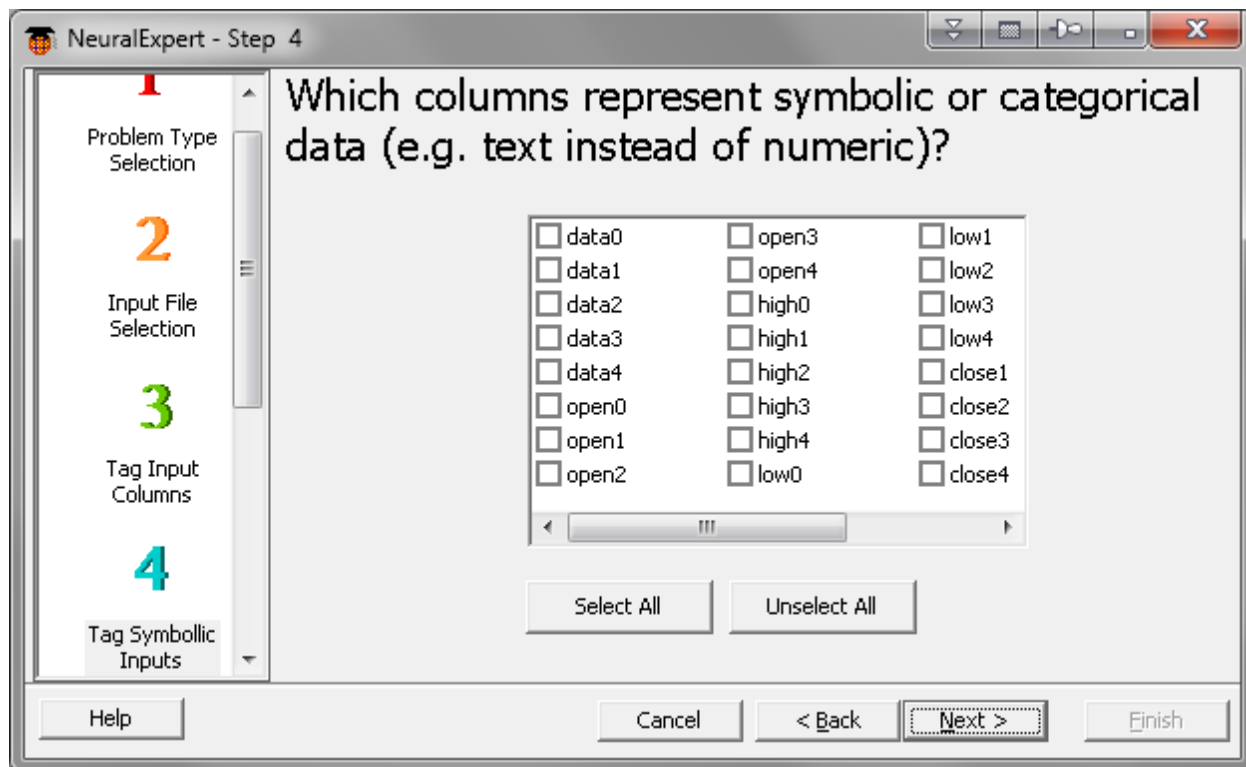 NeuralExpert - Step 4
1
Problem Type
Selection
2
Input File
Selection
3
Tag Input
Columns
4
Tag Symbollic
Inputs
Which columns represent symbolic or categorical
data (e.g. text instead of numeric)?
data0 open3 low1
data1 open4 low2
data2 high0 low3
data3 high1 low4
data4 high2 close1
open0 high3 close2
open1 high4 close3
open2 low0 close4
Select All Unselect All
Help Cancel < Back Next > Finish